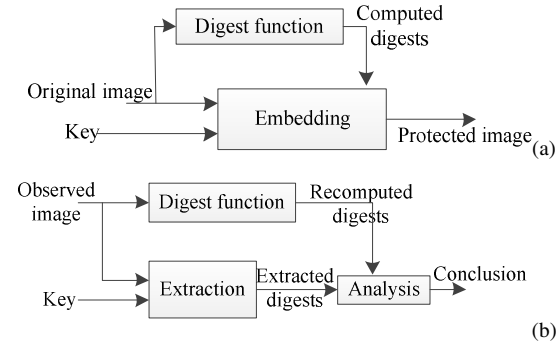 Digest function
Computed
digests
Original image
Key
Embedding
Protected image
(a)
Observed
image
Digest function
Recomputed
digests
Key
Extraction
Extracted
digests
Analysis
Conclusion
(b)